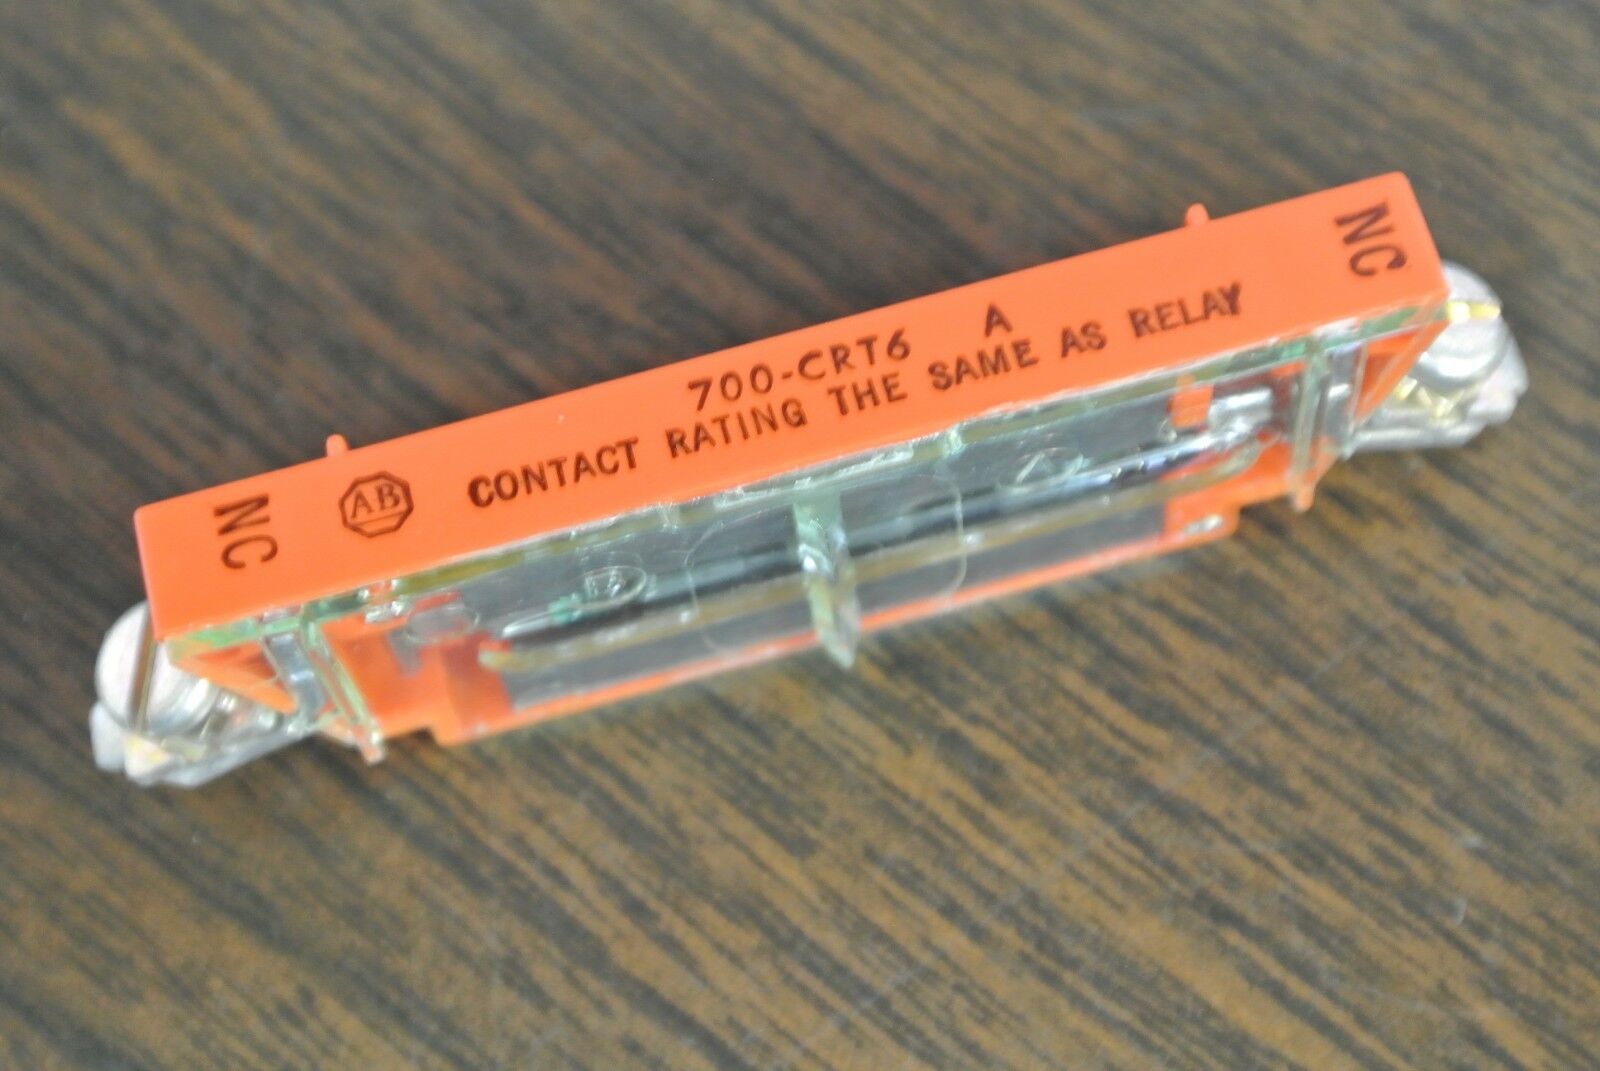 NC
AB
700-CRT6 A
CONTACT RATING THE SAME AS RELAY
NC
B
A